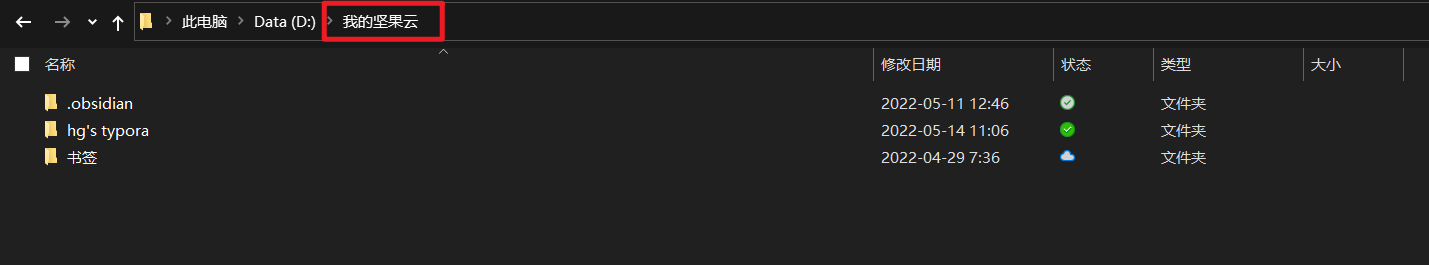 此电脑 Data (D:) 我的坚果云
名称 修改日期 状态 类型 大小
.obsidian 2022-05-11 12:46 文件夹
hg's typora 2022-05-14 11:06 文件夹
书签 2022-04-29 7:36 文件夹